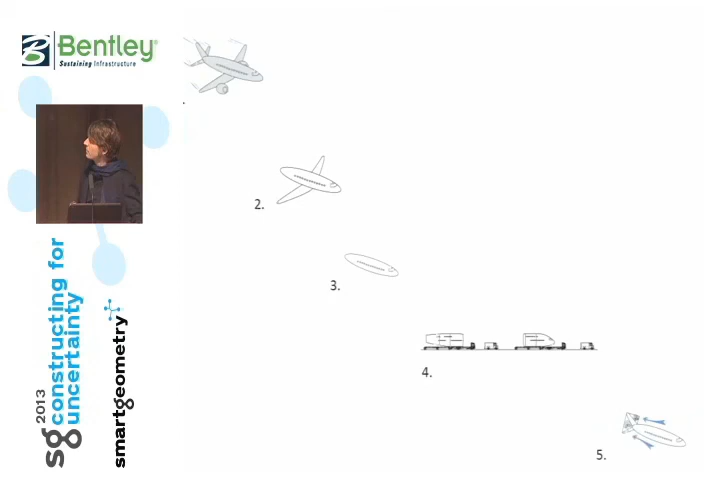 Bentley®
Sustaining Infrastructure
2.
3.
4.
5.
sg 2013
constructing for
uncertainty
smartgeometry